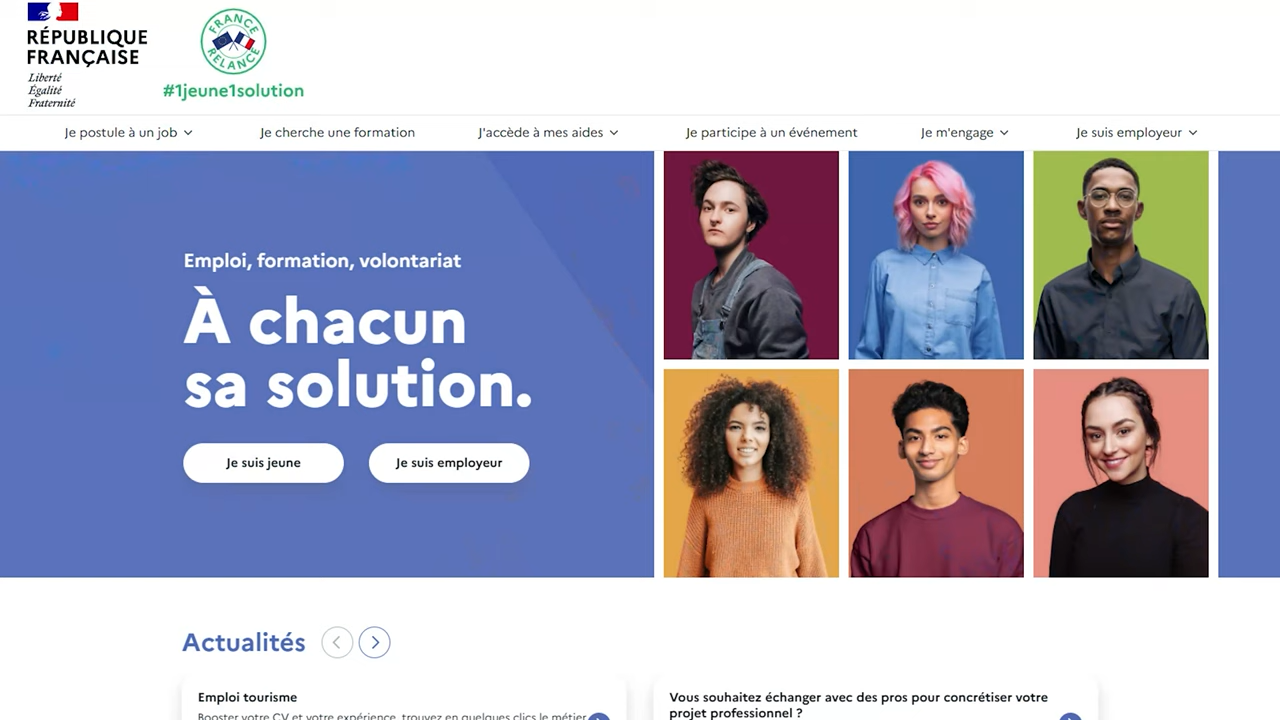 RÉPUBLIQUE
FRANÇAISE
Liberté
Égalité
Fraternité
FRANCE
RELANCE
#1jeune1solution
Je postule à un job
Je cherche une formation
J'accède à mes aides
Je participe à un événement
Je m'engage
Je suis employeur
Emploi, formation, volontariat
À chacun
sa solution.
Je suis jeune
Je suis employeur
Actualités
Emploi tourisme
Booster votre CV et votre expérience, trouvez en quelques clics le métier
Vous souhaitez échanger avec des pros pour concrétiser votre
projet professionnel ?